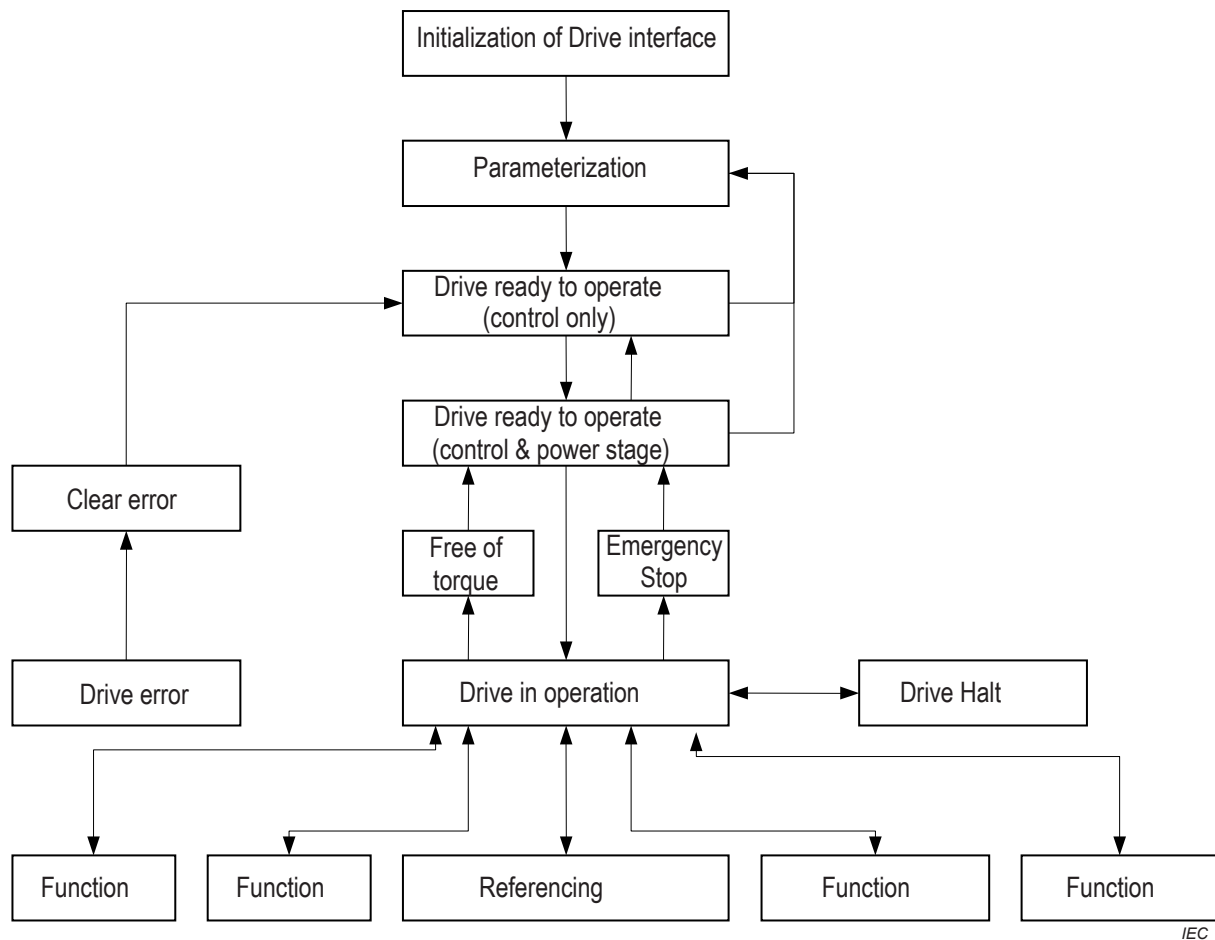 Initialization of Drive interface
Parameterization
Drive ready to operate
(control only)
Drive ready to operate
(control & power stage)
Clear error
Free of
torque
Emergency
Stop
Drive error
Drive in operation
Drive Halt
Function
Function
Referencing
Function
Function
IEC